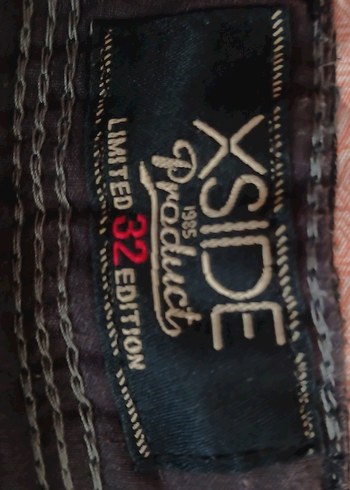 XSIDE
1985
Product
LIMITED 32 EDITION